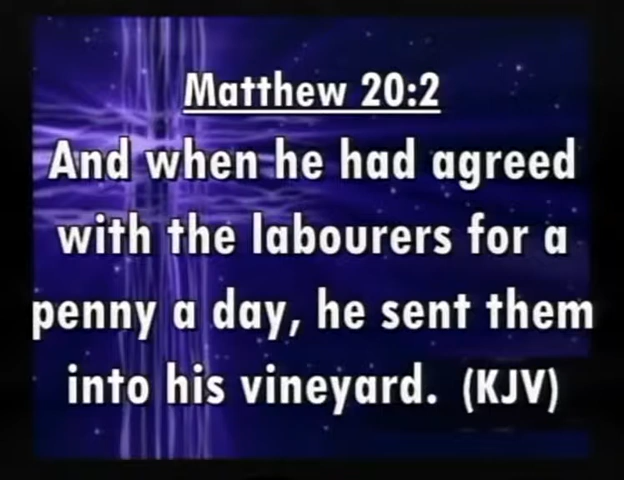 Matthew 20:2
And when he had agreed
with the labourers for a
penny a day, he sent them
into his vineyard. (KJV)